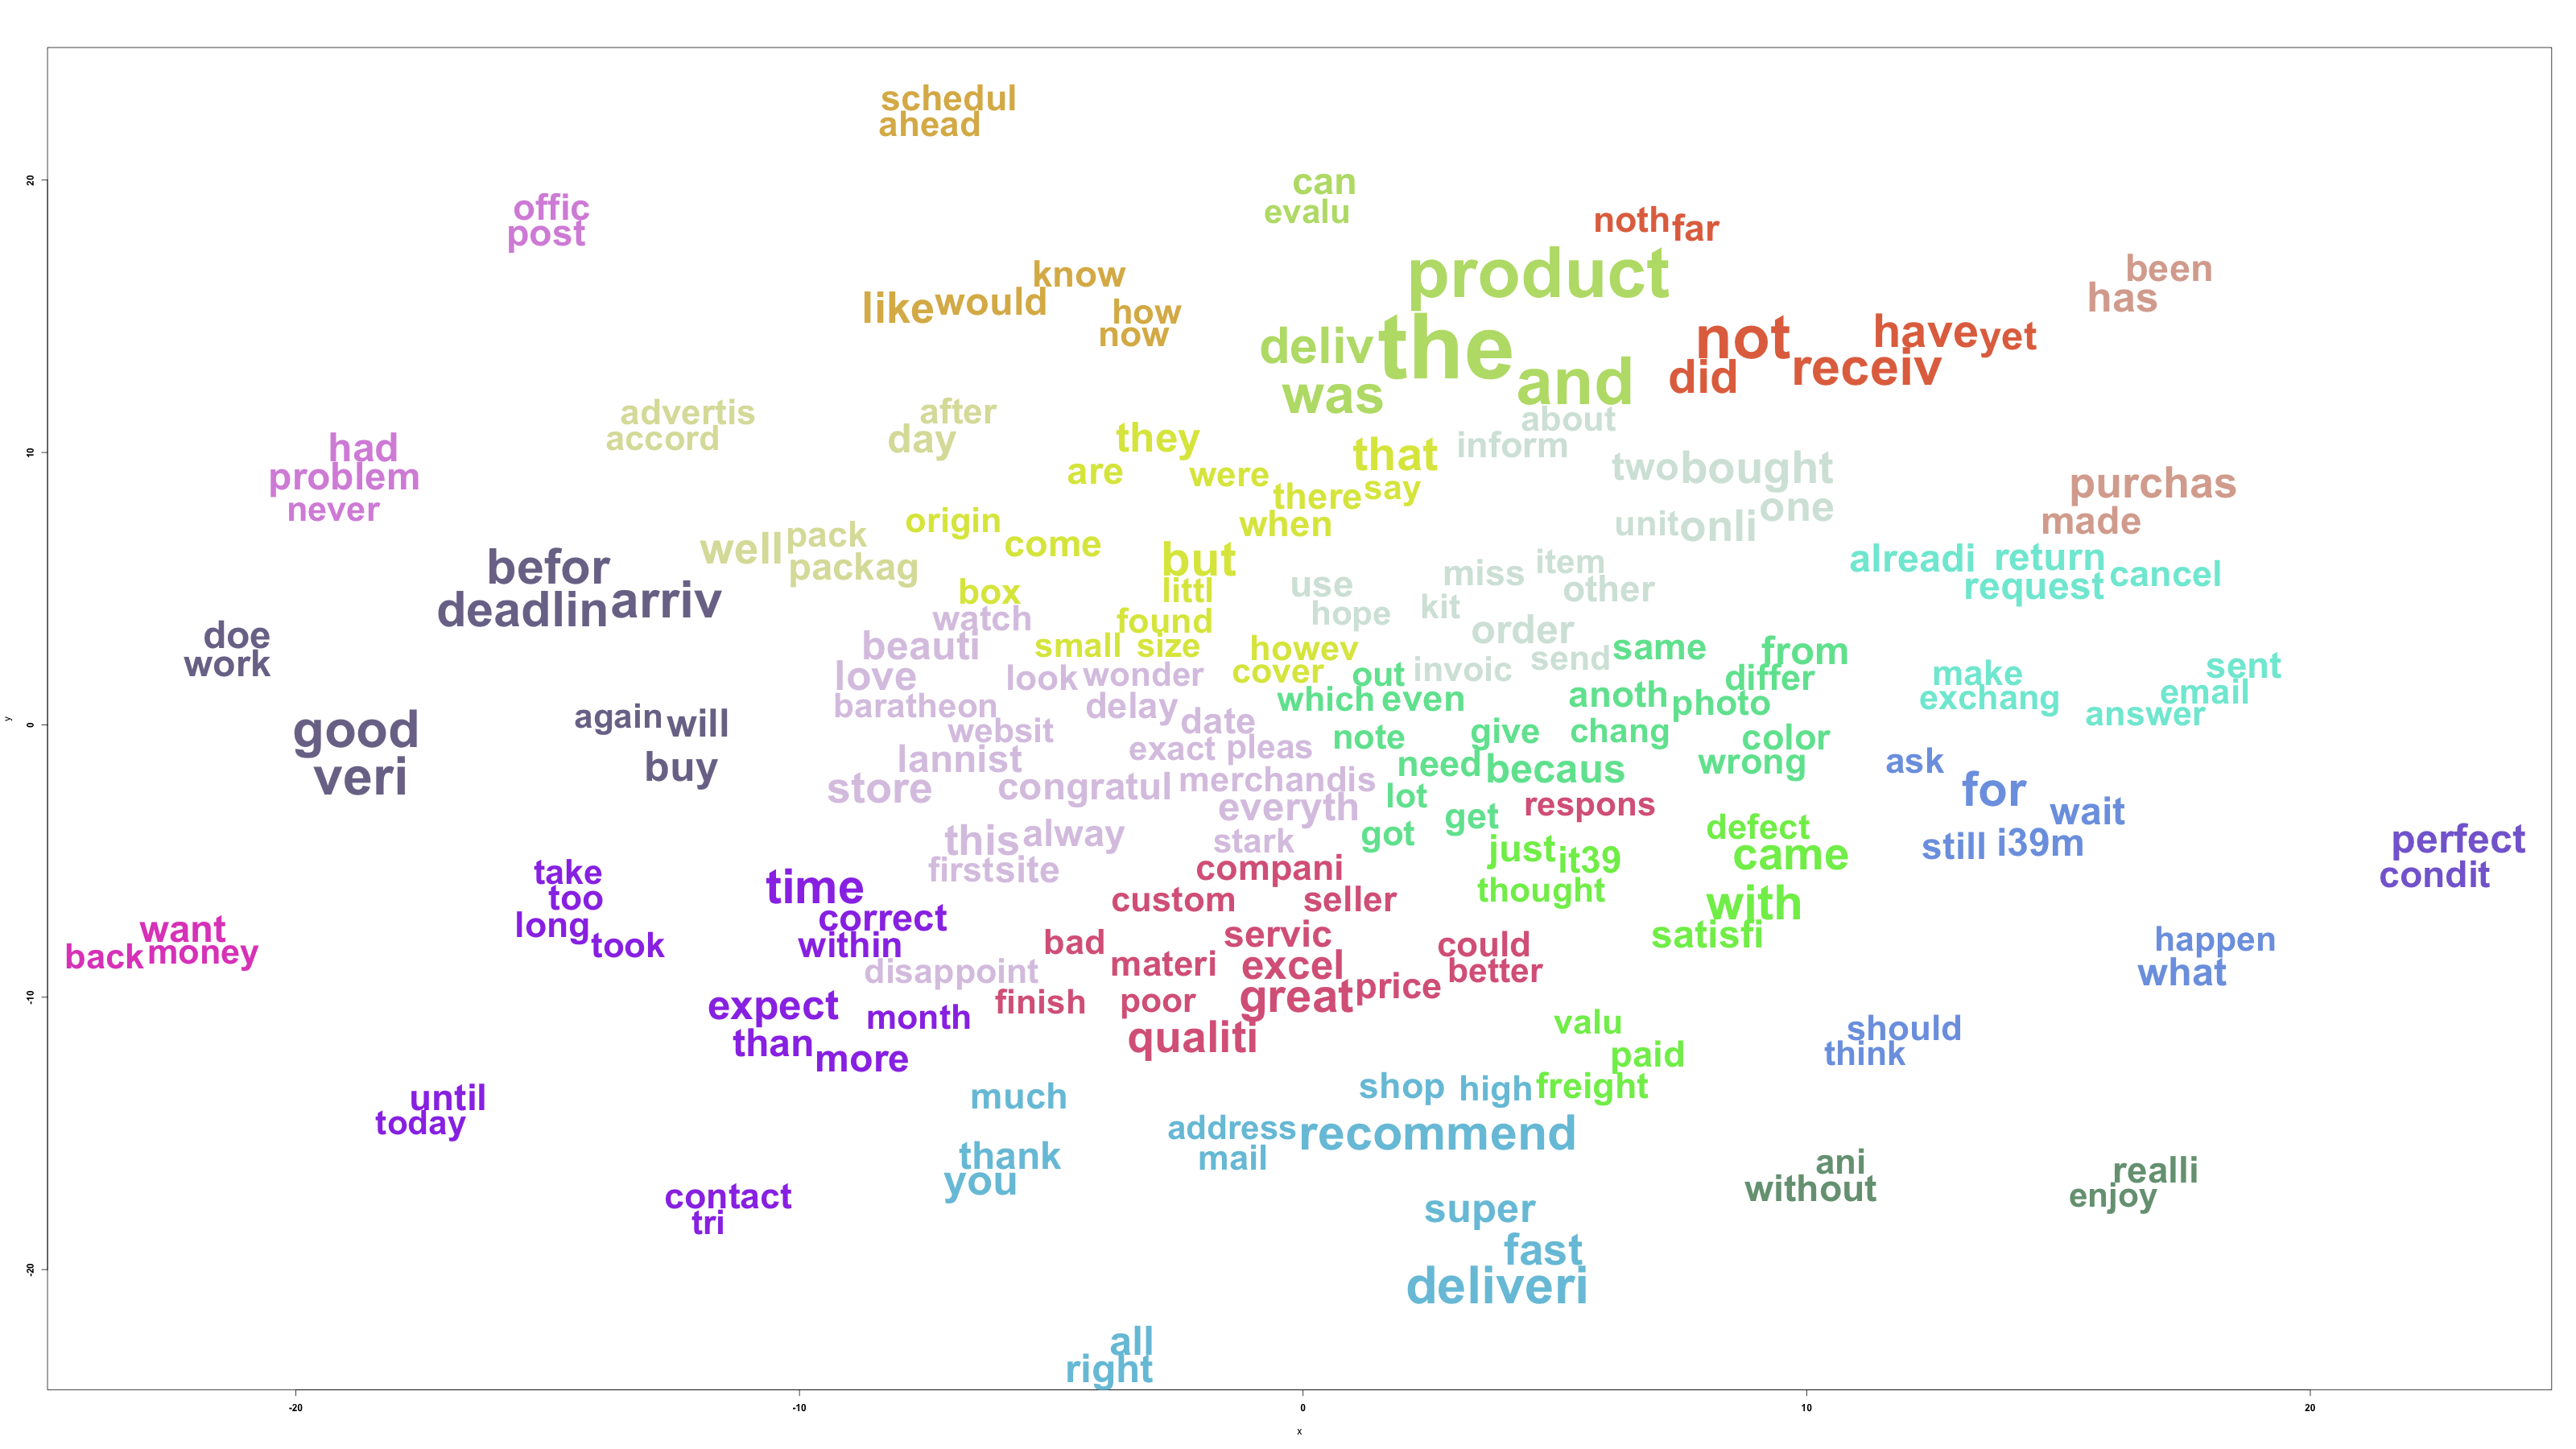 schedul
ahead
can
evalu
offic
post
noth far
product
know
like would
how
now
been
has
deliv the
was and
not have yet
did receiv
advertis
accord
after
day
they
are were
that
there say
when
about
inform
two bought
one
unit onli
had
problem
never
purchas
made
origin
come
but
box littl
found
small size
howev
cover
well pack
packag
befor
deadlin arriv
use
hope
miss item
kit other
order
invoic send
alreadi return
request cancel
doe
work
watch
beauti
love look wonder
baratheon delay
websit date
lannist exact pleas
store congratul merchandis
everyth
this alway stark
first site
out
which even
same from
differ
anoth photo
note give chang color
need becaus wrong
lot get
got
make sent
exchang email
answer
good
veri
again will
buy
ask
for
wait
still i39m
respons
defect
just it39 came
thought with
satisfi
perfect
condit
take
too
long
took
time
correct
within
compani
custom seller
bad servic could
materi excel better
finish poor great price
qualiti
disappoint
want
back money
happen
what
expect month
than more
valu
paid
freight
should
think
until
today
much
shop high
address recommend
mail
thank
you
ani
without
realli
enjoy
contact
tri
super
fast
deliveri
all
right
20
10
0
-10
-20
y
-20 -10 0 10 20
x